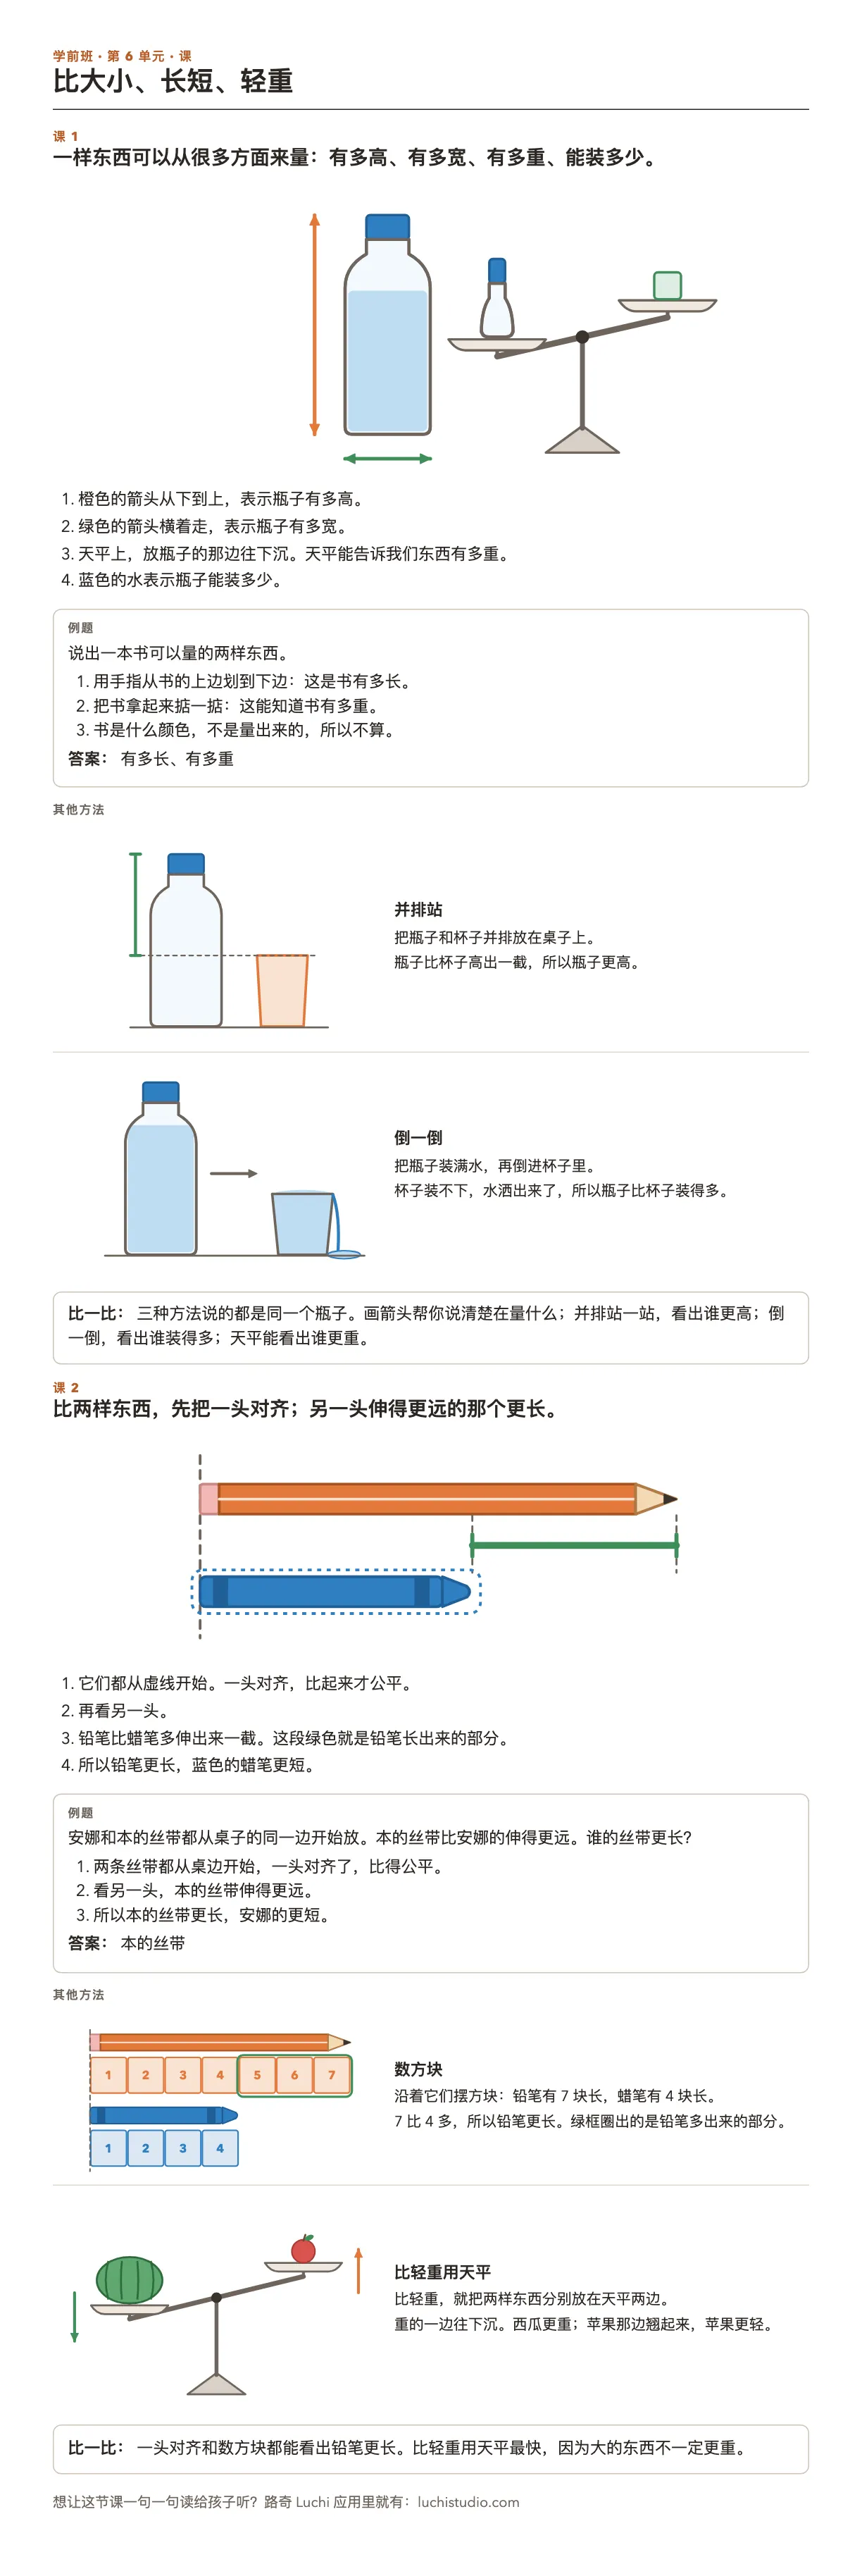 学前班·第 6 单元·课
比大小、长短、轻重
课 1
一样东西可以从很多方面来量：有多高、有多宽、有多重、能装多少。
1. 橙色的箭头从下到上，表示瓶子有多高。
2. 绿色的箭头横着走，表示瓶子有多宽。
3. 天平上，放瓶子的那边往下沉。天平能告诉我们东西有多重。
4. 蓝色的水表示瓶子能装多少。
例题
说出一本书可以量的两样东西。
1. 用手指从书的上边划到下边：这是书有多长。
2. 把书拿起来掂一掂：这能知道书有多重。
3. 书是什么颜色，不是量出来的，所以不算。
答案： 有多长、有多重
其他方法
并排站
把瓶子和杯子并排放在桌子上。
瓶子比杯子高出一截，所以瓶子更高。
倒一倒
把瓶子装满水，再倒进杯子里。
杯子装不下，水洒出来了，所以瓶子比杯子装得多。
比一比： 三种方法说的都是同一个瓶子。画箭头帮你说清楚在量什么；并排站一站，看出谁更高；倒
一倒，看出谁装得多；天平能看出谁更重。
课 2
比两样东西，先把一头对齐；另一头伸得更远的那个更长。
1. 它们都从虚线开始。一头对齐，比起来才公平。
2. 再看另一头。
3. 铅笔比蜡笔多伸出来一截。这段绿色就是铅笔长出来的部分。
4. 所以铅笔更长，蓝色的蜡笔更短。
例题
安娜和本的丝带都从桌子的同一边开始放。本的丝带比安娜的伸得更远。谁的丝带更长？
1. 两条丝带都从桌边开始，一头对齐了，比得公平。
2. 看另一头，本的丝带伸得更远。
3. 所以本的丝带更长，安娜的更短。
答案： 本的丝带
其他方法
1 2 3 4 5 6 7
1 2 3 4
数方块
沿着它们摆方块：铅笔有 7 块长，蜡笔有 4 块长。
7 比 4 多，所以铅笔更长。绿框圈出的是铅笔多出来的部分。
比轻重用天平
比轻重，就把两样东西分别放在天平两边。
重的一边往下沉。西瓜更重；苹果那边翘起来，苹果更轻。
比一比： 一头对齐和数方块都能看出铅笔更长。比轻重用天平最快，因为大的东西不一定更重。
想让这节课一句一句读给孩子听？路奇 Luchi 应用里就有：luchistudio.com